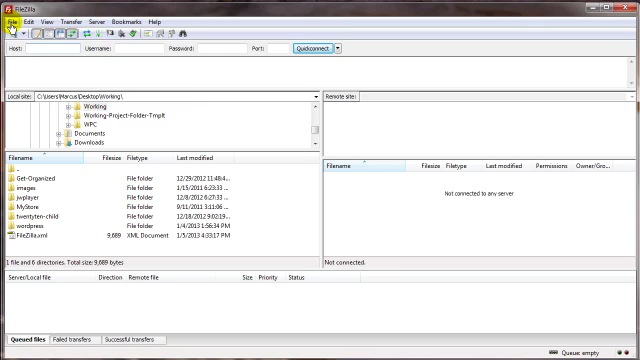 FileZilla
File Edit View Transfer Server Bookmarks Help
Host: Username: Password: Port: Quickconnect
Local site: C:\Users\Marcus\Desktop\Working\
Remote site:
Working
Working-Project-Folder-Tmplt
WPC
Documents
Downloads
Filename Filesize Filetype Last modified
..
Get-Organized File folder 12/29/2012 11:48:4...
images File folder 1/15/2011 6:23:33 ...
jwplayer File folder 12/8/2012 6:27:32 ...
MyStore File folder 9/11/2011 3:06:11 ...
twentyten-child File folder 12/18/2012 9:02:19...
wordpress File folder 1/4/2013 1:56:34 PM
FileZilla.xml 9,689 XML Document 1/5/2013 4:33:17 PM
1 file and 6 directories. Total size: 9,689 bytes
Filename Filesize Filetype Last modified Permissions Owner/Gro...
Not connected to any server
Not connected.
Server/Local file Direction Remote file Size Priority Status
Queued files Failed transfers Successful transfers
Queue: empty